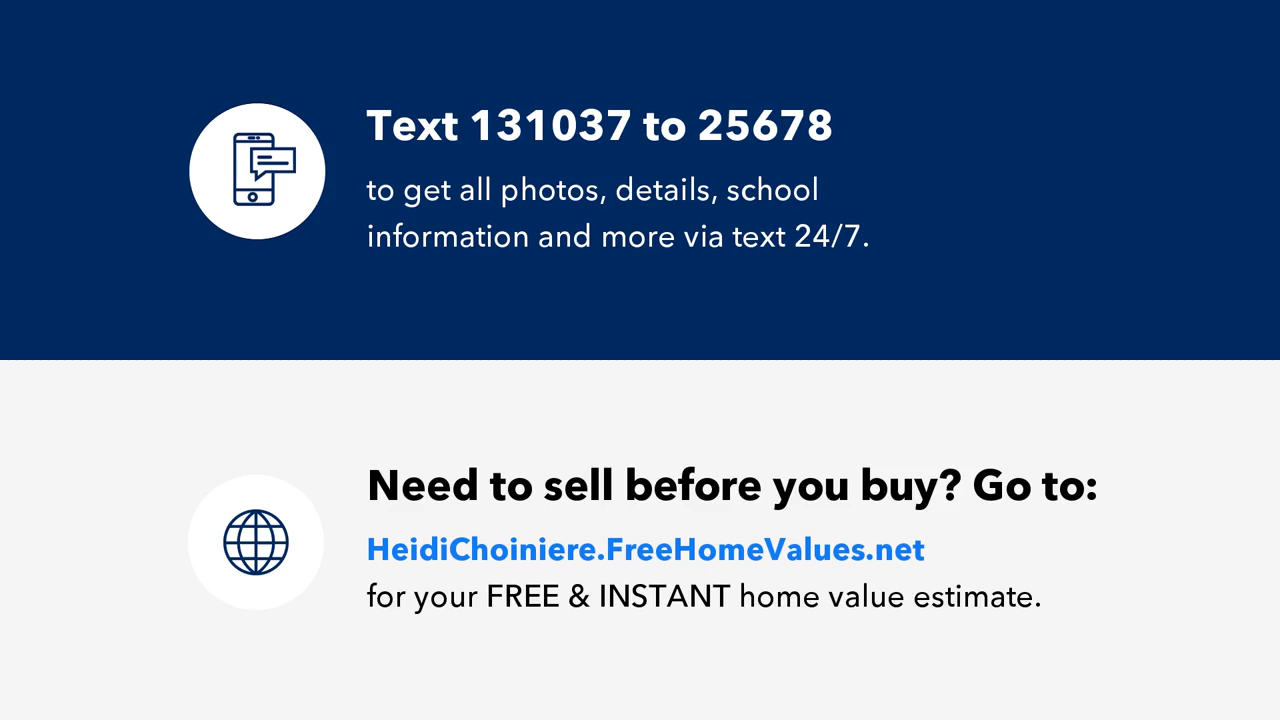 Text 131037 to 25678
to get all photos, details, school
information and more via text 24/7.
Need to sell before you buy? Go to:
HeidiChoiniere.FreeHomeValues.net
for your FREE & INSTANT home value estimate.